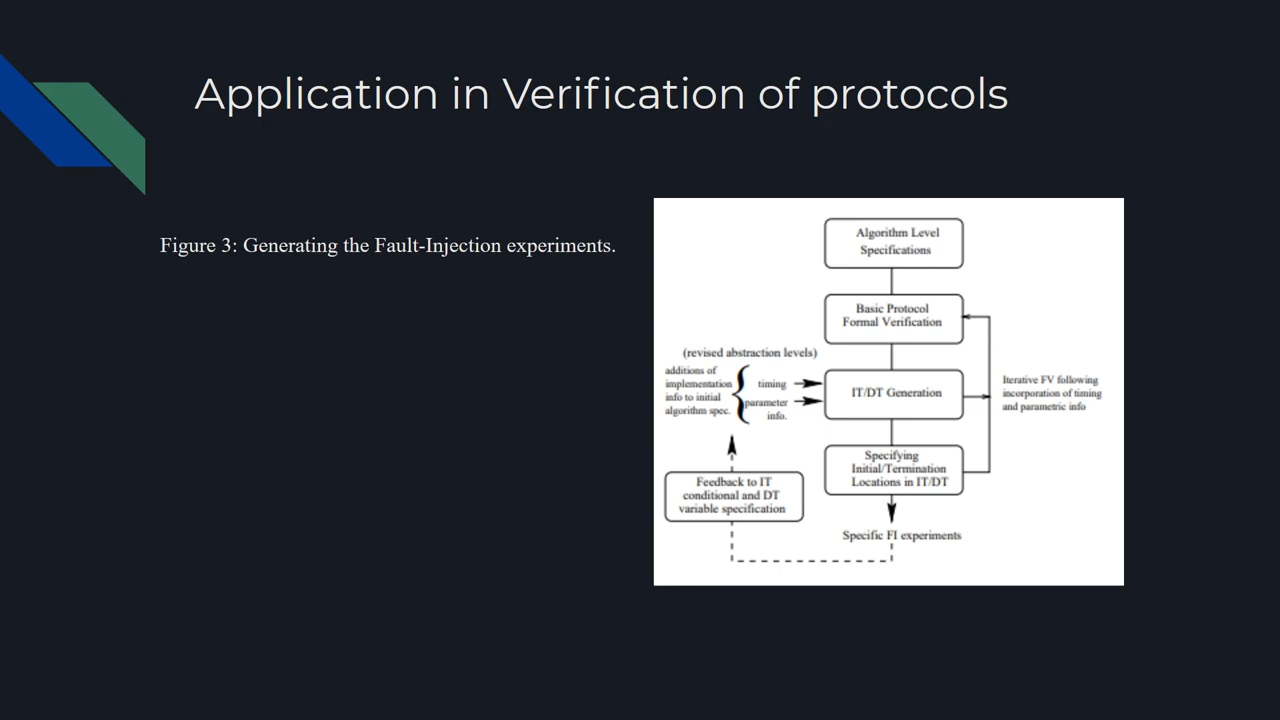 Application in Verification of protocols
Figure 3: Generating the Fault-Injection experiments.
Algorithm Level
Specifications
Basic Protocol
Formal Verification
(revised abstraction levels)
additions of
implementation
info to initial
algorithm spec.
timing
parameter
info.
IT/DT Generation
Iterative FV following
incorporation of timing
and parametric info
Specifying
Initial/Termination
Locations in IT/DT
Feedback to IT
conditional and DT
variable specification
Specific FI experiments